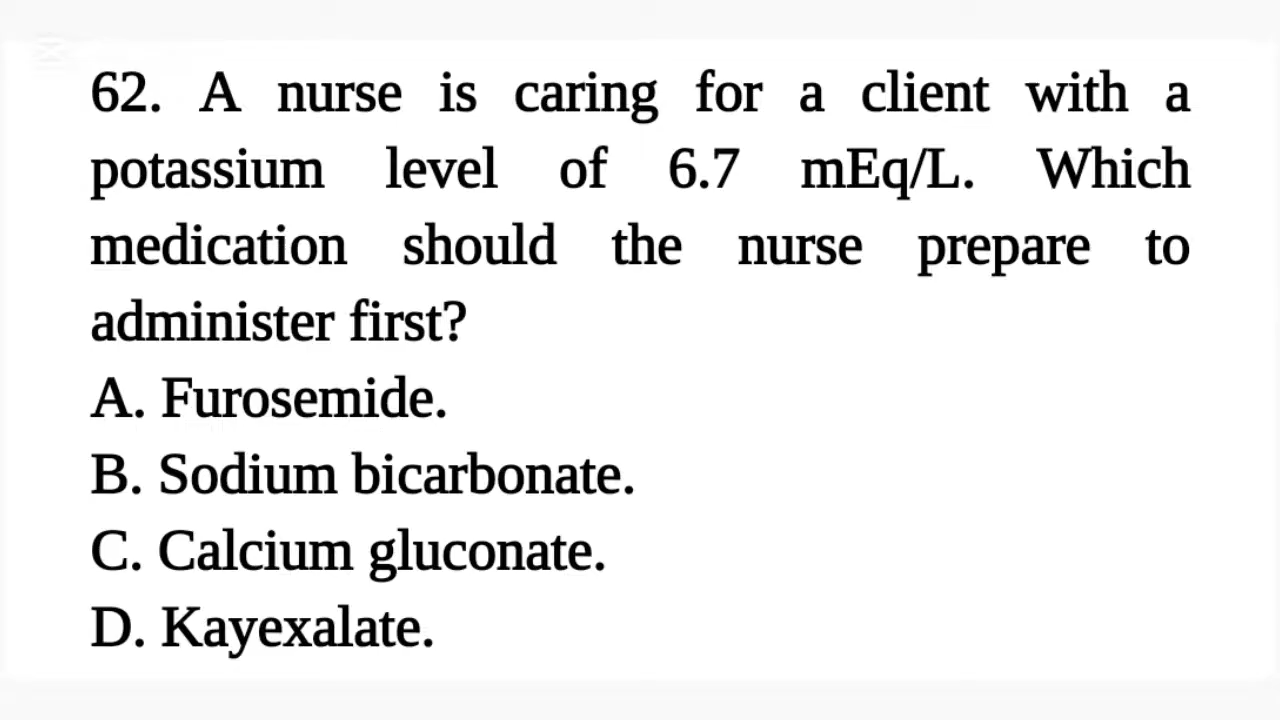 62. A nurse is caring for a client with a
potassium level of 6.7 mEq/L. Which
medication should the nurse prepare to
administer first?
A. Furosemide.
B. Sodium bicarbonate.
C. Calcium gluconate.
D. Kayexalate.